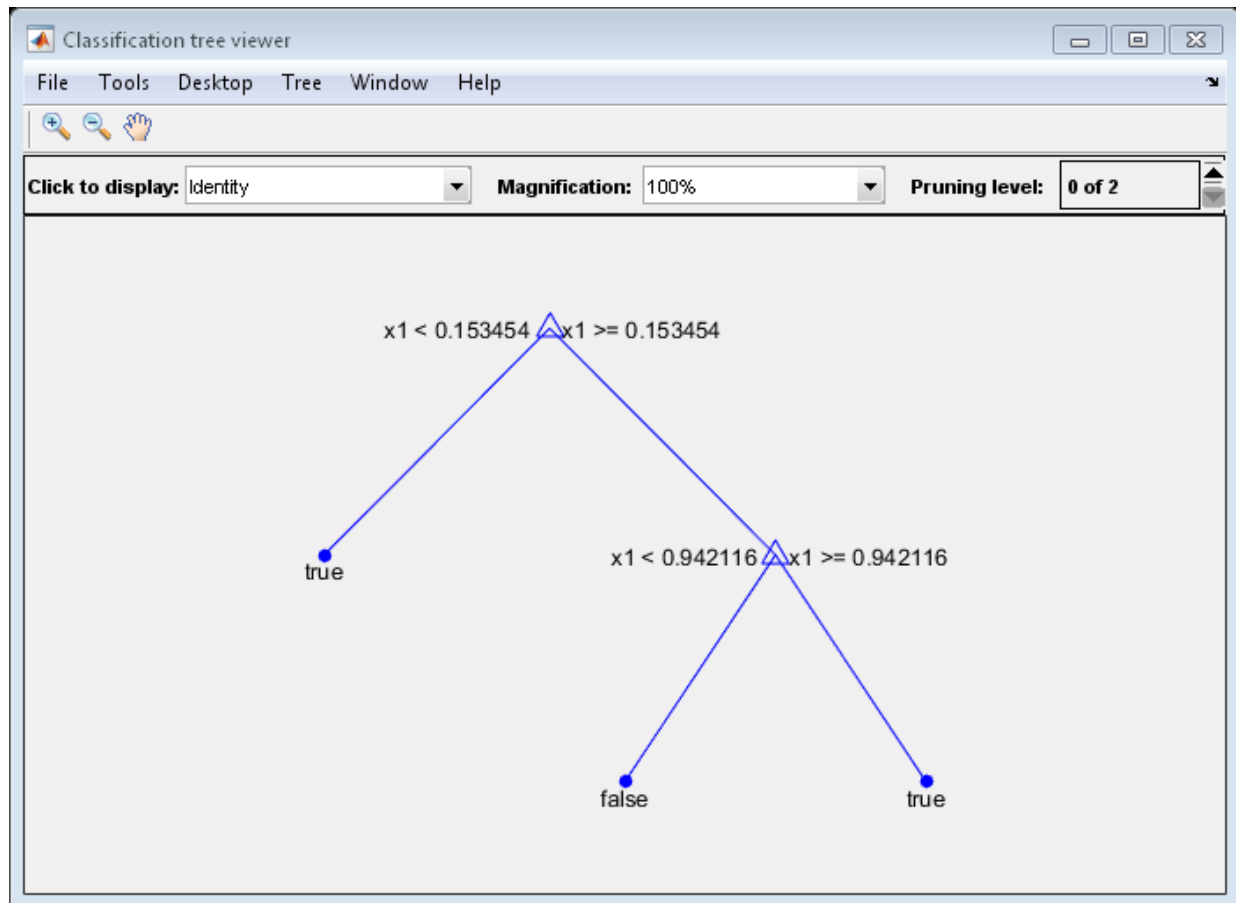 Classification tree viewer
File Tools Desktop Tree Window Help
Click to display: Identity Magnification: 100% Pruning level: 0 of 2
x1 < 0.153454 x1 >= 0.153454
true
x1 < 0.942116 x1 >= 0.942116
false true